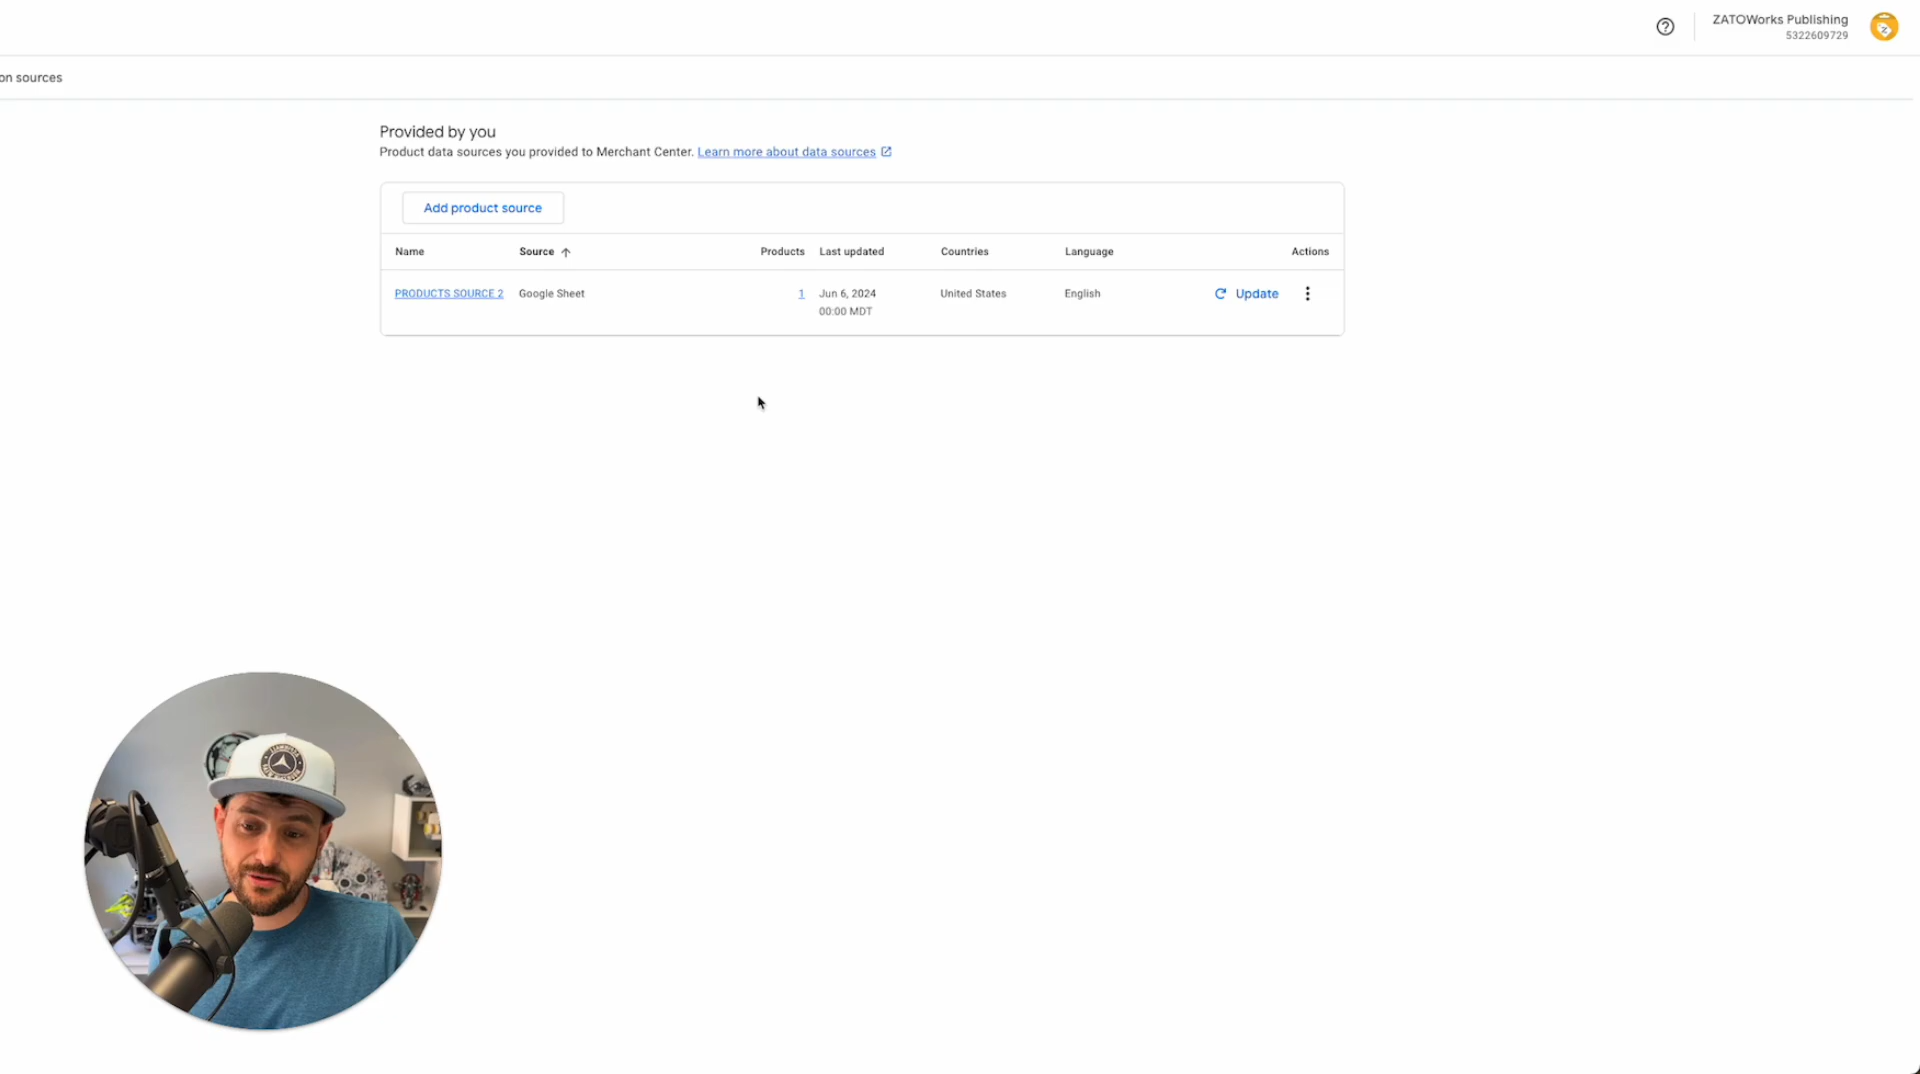 ZATOWorks Publishing
5322609729
on sources
Provided by you
Product data sources you provided to Merchant Center. Learn more about data sources
Add product source
Name Source Products Last updated Countries Language Actions
PRODUCTS SOURCE 2 Google Sheet 1 Jun 6, 2024 United States English Update
00:00 MDT